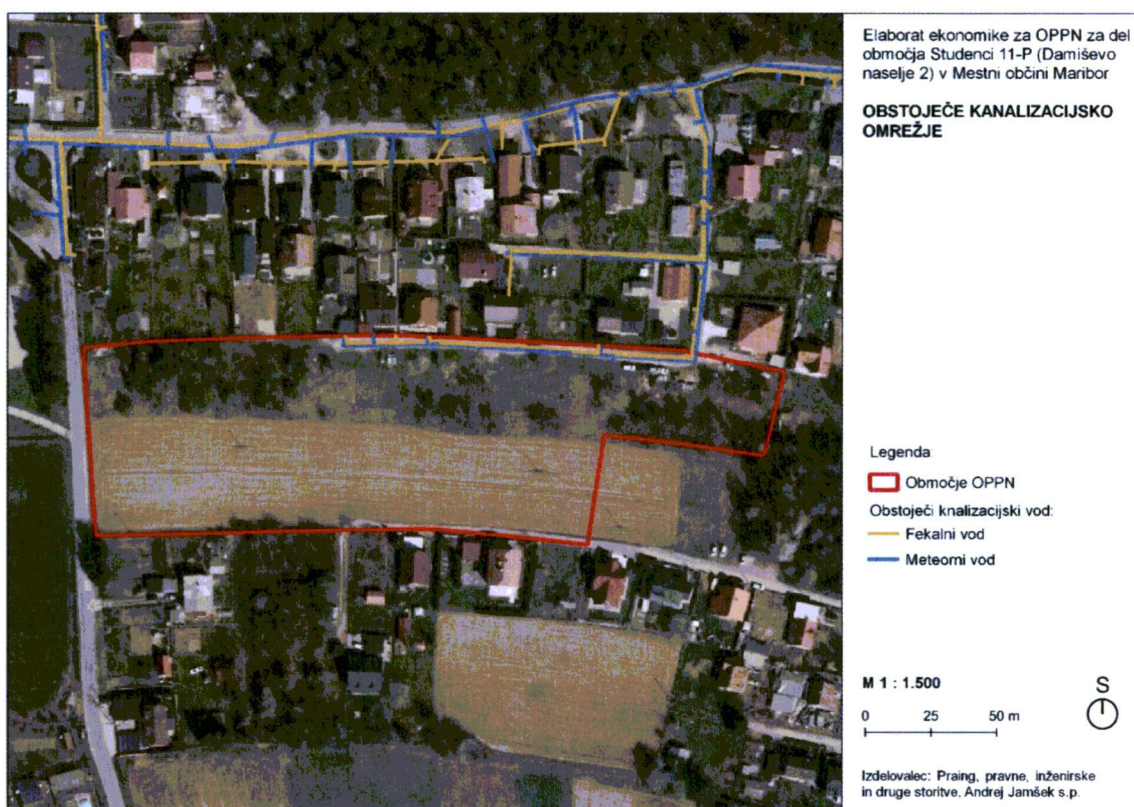 Elaborat ekonomike za OPPN za del
območja Studenci 11-P (Damiševo
naselje 2) v Mestni občini Maribor
OBSTOJEČE KANALIZACIJSKO
OMREŽJE
Legenda:
Območje OPPN
Obstoječi knalizacijski vod:
Fekalni vod
Meteorni vod
M 1 : 1.500
S
0 25 50 m
Izdelovalec: Praing, pravne, inženirske
in druge storitve, Andrej Jamšek s.p.